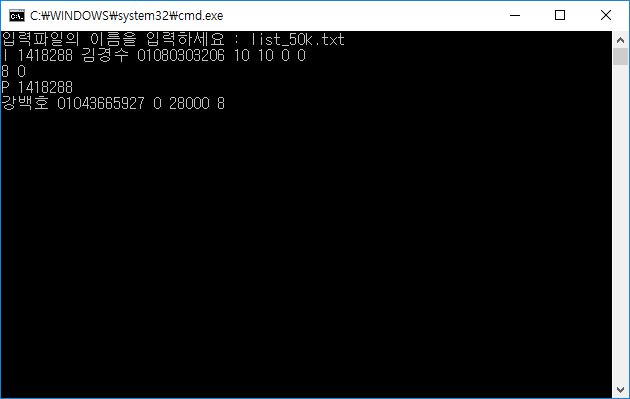 C:₩WINDOWS₩system32₩cmd.exe
입력파일의 이름을 입력하세요 : list_50k.txt
I 1418288 김경수 01080303206 10 10 0 0
8 0
P 1418288
강백호 01043665927 0 28000 8